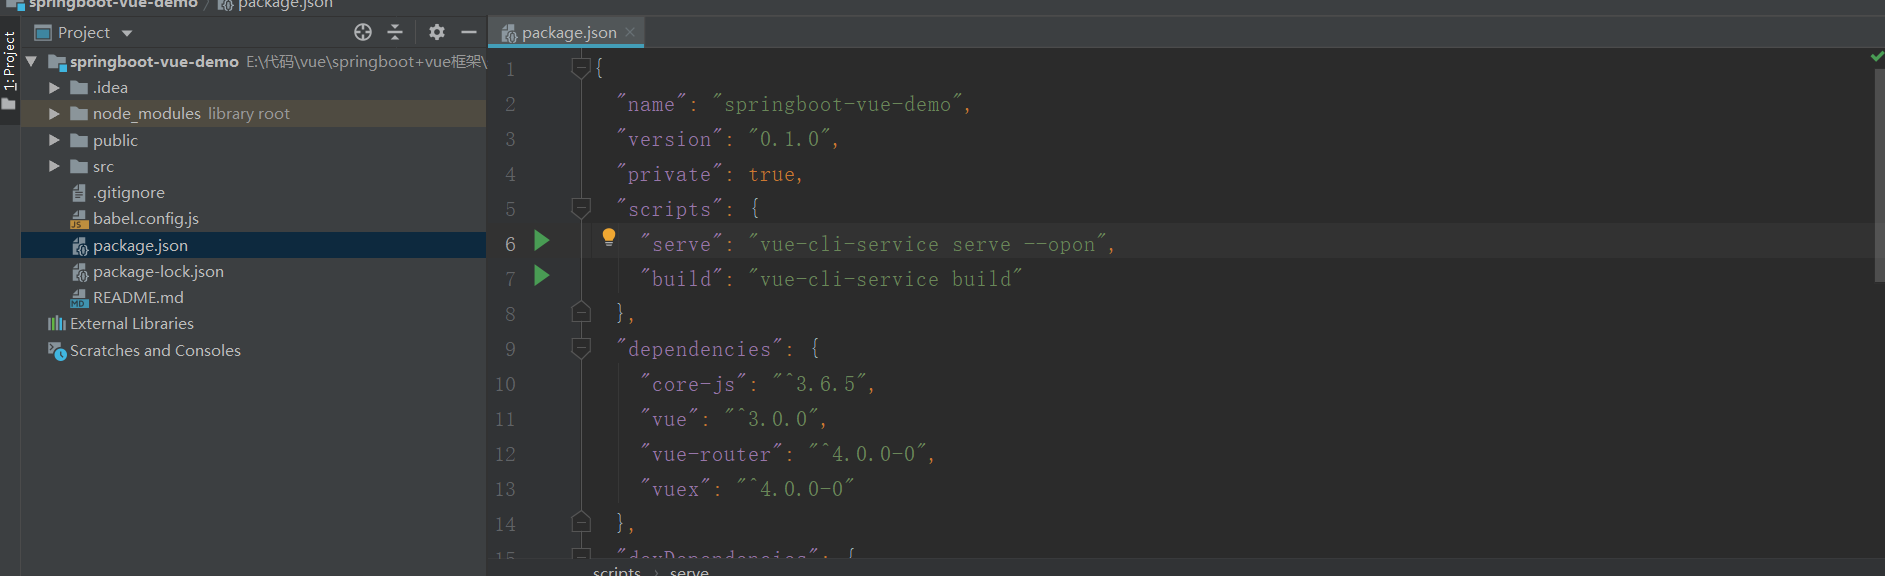 springboot-vue-demo / package.json
1: Project
Project
package.json
springboot-vue-demo E:\代码\vue\springboot+vue框架\
.idea
node_modules library root
public
src
.gitignore
babel.config.js
package.json
package-lock.json
README.md
External Libraries
Scratches and Consoles
1 {
2 "name": "springboot-vue-demo",
3 "version": "0.1.0",
4 "private": true,
5 "scripts": {
6 "serve": "vue-cli-service serve --opon",
7 "build": "vue-cli-service build"
8 },
9 "dependencies": {
10 "core-js": "^3.6.5",
11 "vue": "^3.0.0",
12 "vue-router": "^4.0.0-0",
13 "vuex": "^4.0.0-0"
14 },
15 "devDependencies": {
scripts › serve